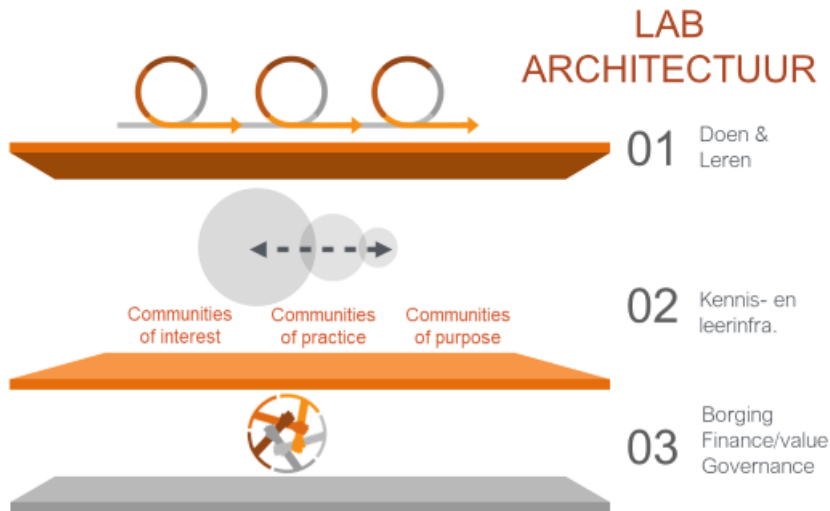 LAB
ARCHITECTUUR
01
Doen &
Leren
Communities
of interest
Communities
of practice
Communities
of purpose
02
Kennis- en
leerinfra.
03
Borging
Finance/value
Governance